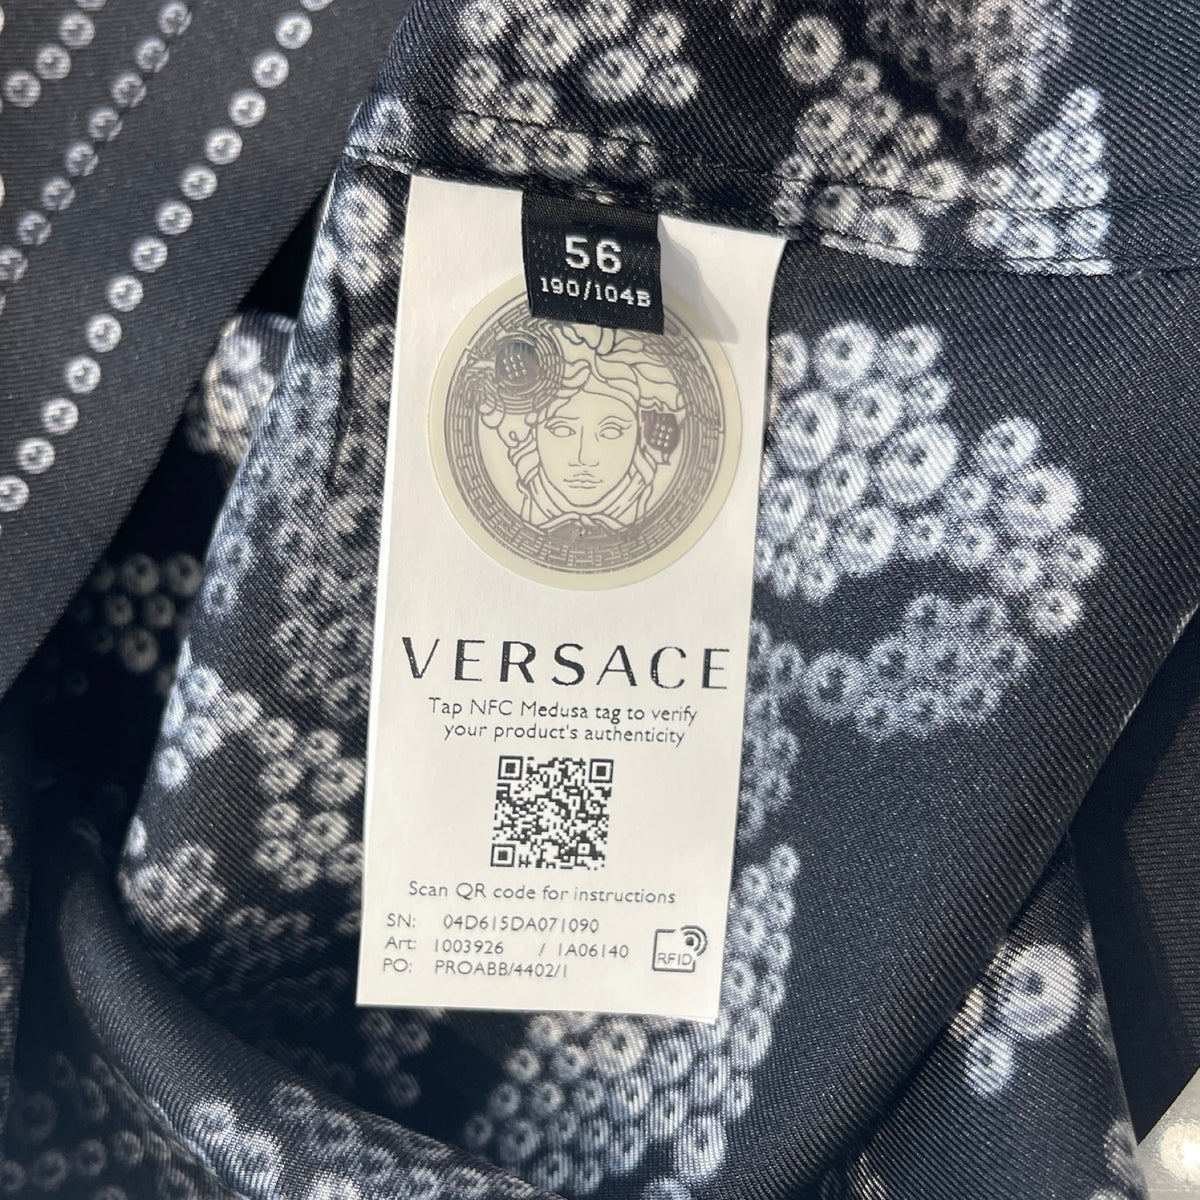 56
190/104B
VERSACE
Tap NFC Medusa tag to verify
your product's authenticity
Scan QR code for instructions
SN: 04D615DA071090
Art: 1003926 / 1A06140
PO: PROABB/4402/1
RFID